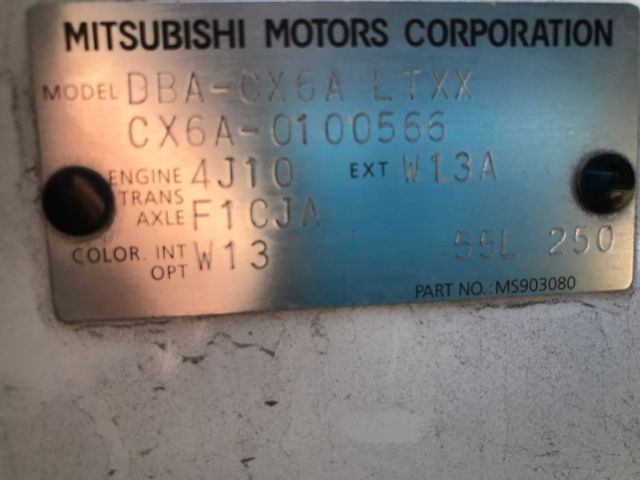 MITSUBISHI MOTORS CORPORATION
MODEL DBA-CX6A LTXX
CX6A-0100566
ENGINE 4J10 EXT W13A
TRANS
AXLE F1CJA
COLOR. INT
OPT W13 55L 250
PART NO.: MS903080